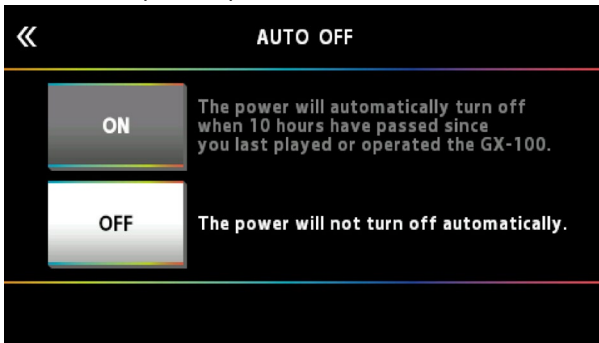 AUTO OFF
ON
The power will automatically turn off
when 10 hours have passed since
you last played or operated the GX-100.
OFF
The power will not turn off automatically.